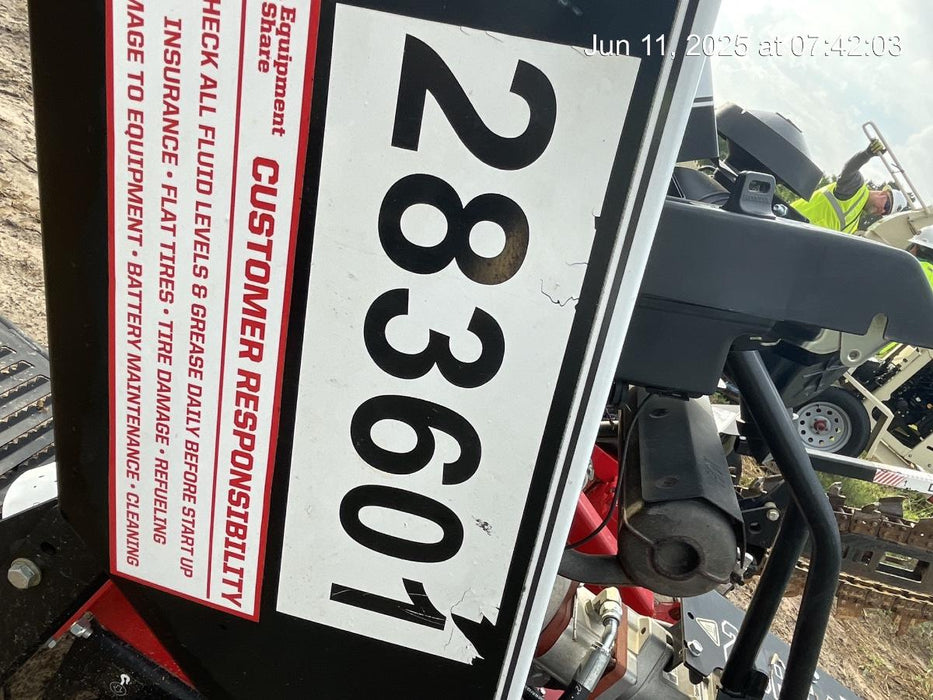 Jun 11, 2025 at 07:42:03
Equipment
Share
CUSTOMER RESPONSIBILITY
HECK ALL FLUID LEVELS & GREASE DAILY BEFORE START UP
INSURANCE • FLAT TIRES • TIRE DAMAGE • REFUELING
MAGE TO EQUIPMENT • BATTERY MAINTENANCE • CLEANING
283601